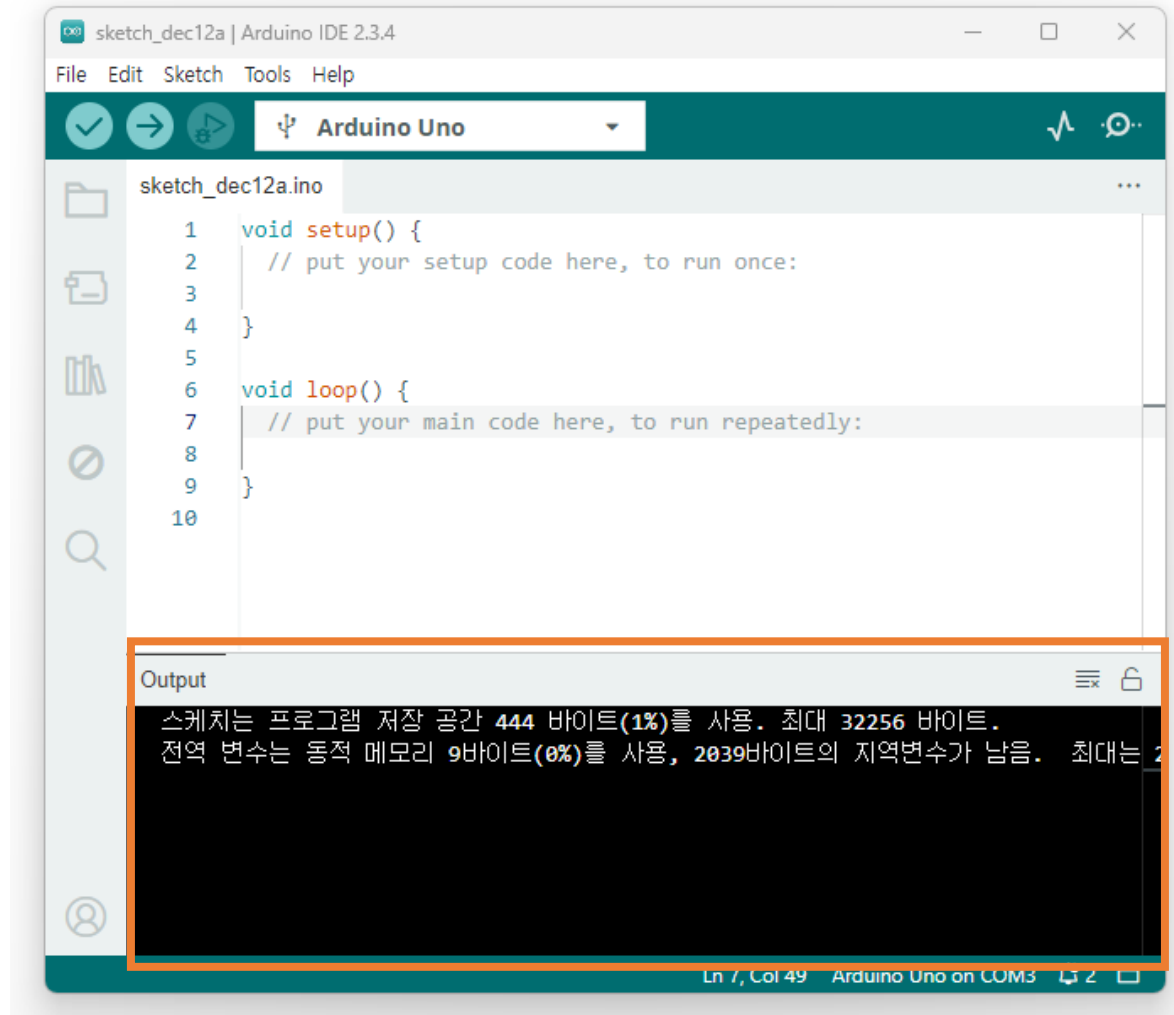 sketch_dec12a | Arduino IDE 2.3.4
File Edit Sketch Tools Help
Arduino Uno
sketch_dec12a.ino
1 void setup() {
2 // put your setup code here, to run once:
3
4 }
5
6 void loop() {
7 // put your main code here, to run repeatedly:
8
9 }
10
Output
스케치는 프로그램 저장 공간 444 바이트(1%)를 사용. 최대 32256 바이트.
전역 변수는 동적 메모리 9바이트(0%)를 사용, 2039바이트의 지역변수가 남음. 최대는
Ln 7, Col 49 Arduino Uno on COM3 2